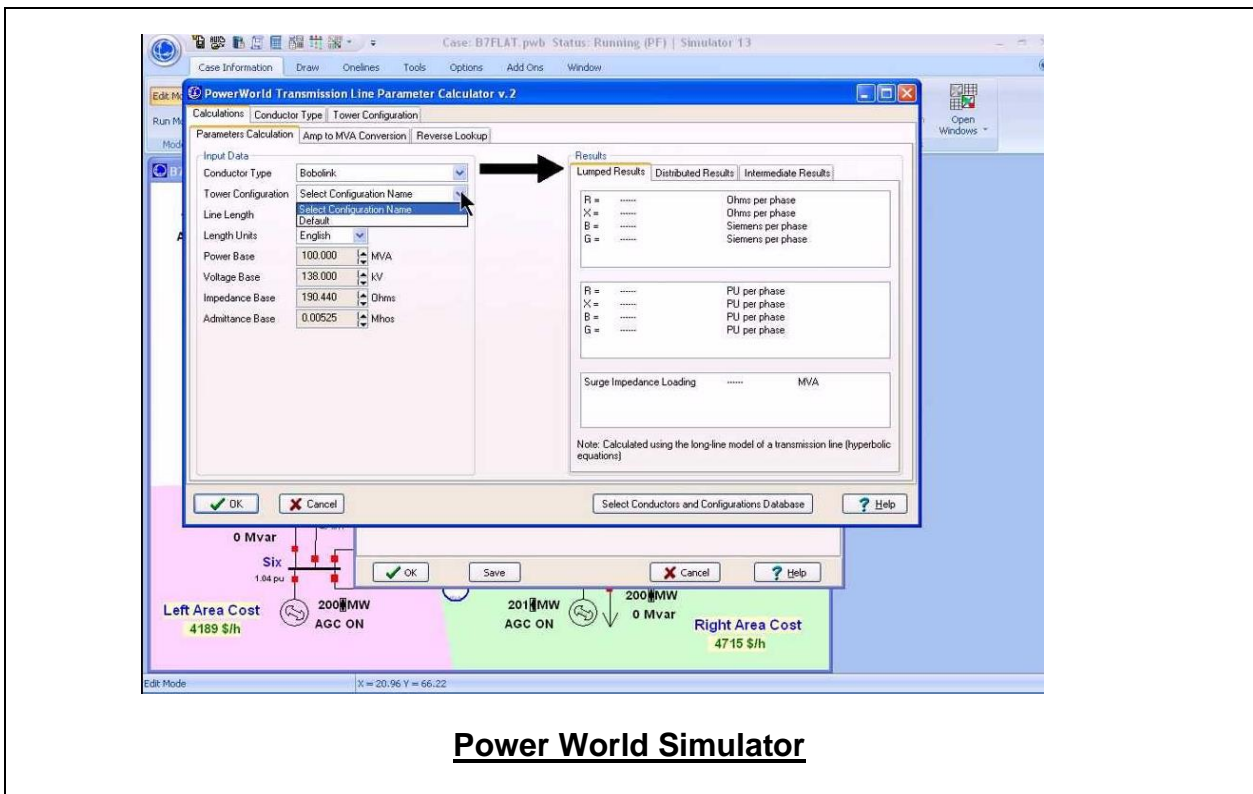 Case: B7FLAT.pwb Status: Running (PF) | Simulator 13
Case Information Draw Onelines Tools Options Add Ons Window
PowerWorld Transmission Line Parameter Calculator v.2
Edit Mo
Run Mo
Mod
Open
Windows
Calculations Conductor Type Tower Configuration
Parameters Calculation Amp to MVA Conversion Reverse Lookup
B7
Input Data
Conductor Type Bobolink
Tower Configuration Select Configuration Name
Select Configuration Name
Default
Line Length
Length Units English
Power Base 100.000 MVA
Voltage Base 138.000 kV
Impedance Base 190.440 Ohms
Admittance Base 0.00525 Mhos
Results
Lumped Results Distributed Results Intermediate Results
R = ------ Ohms per phase
X = ------ Ohms per phase
B = ------ Siemens per phase
G = ------ Siemens per phase
R = ------ PU per phase
X = ------ PU per phase
B = ------ PU per phase
G = ------ PU per phase
Surge Impedance Loading ------ MVA
Note: Calculated using the long-line model of a transmission line (hyperbolic
equations)
OK Cancel Select Conductors and Configurations Database ? Help
0 Mvar
Six
1.04 pu
OK Save Cancel ? Help
Left Area Cost
4189 $/h
200 MW
AGC ON
201 MW
AGC ON
200 MW
0 Mvar
Right Area Cost
4715 $/h
Edit Mode X = 20.96 Y = 66.22
Power World Simulator